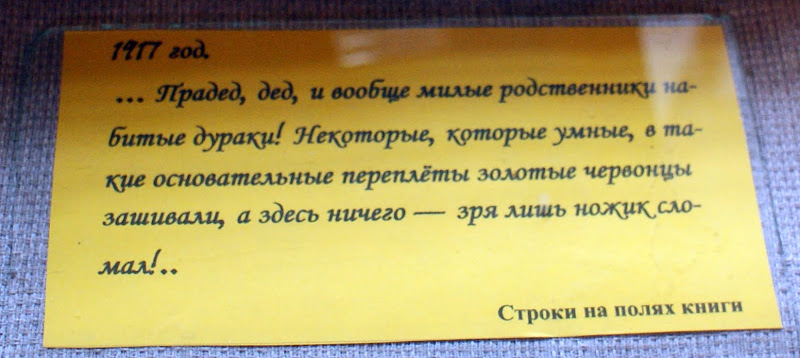 1917 год.
... Прадед, дед, и вообще милые родственники на-
битые дураки! Некоторые, которые умные, в та-
кие основательные переплёты золотые червонцы
зашивали, а здесь ничего — зря лишь ножик сло-
мал!..
Строки на полях книги